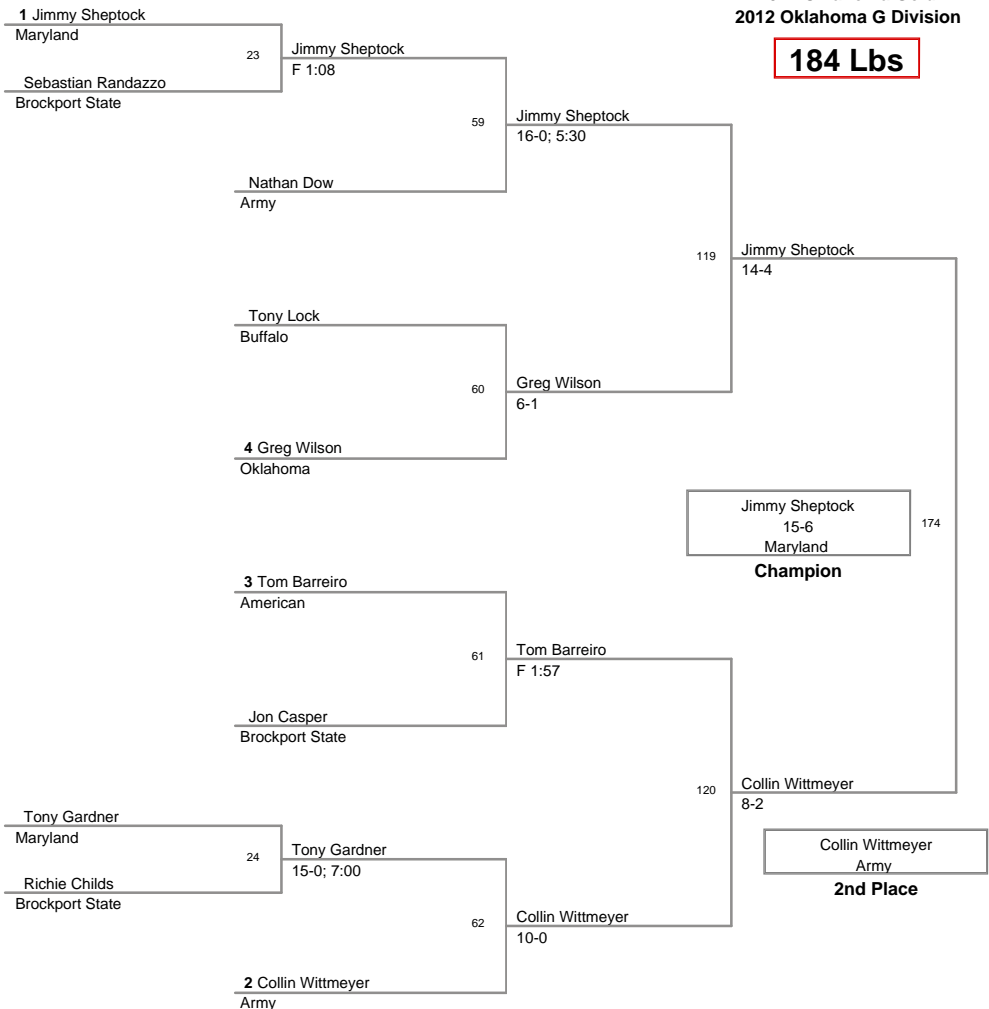 2012 Oklahoma G Division
184 Lbs
1 Jimmy Sheptock
Maryland
23
Sebastian Randazzo
Brockport State
Jimmy Sheptock
F 1:08
59
Nathan Dow
Army
Jimmy Sheptock
16-0; 5:30
119
Tony Lock
Buffalo
60
4 Greg Wilson
Oklahoma
Greg Wilson
6-1
Jimmy Sheptock
14-4
Jimmy Sheptock
15-6
Maryland
Champion
174
3 Tom Barreiro
American
61
Jon Casper
Brockport State
Tom Barreiro
F 1:57
120
Tony Gardner
Maryland
24
Richie Childs
Brockport State
Tony Gardner
15-0; 7:00
62
2 Collin Wittmeyer
Army
Collin Wittmeyer
10-0
Collin Wittmeyer
8-2
Collin Wittmeyer
Army
2nd Place